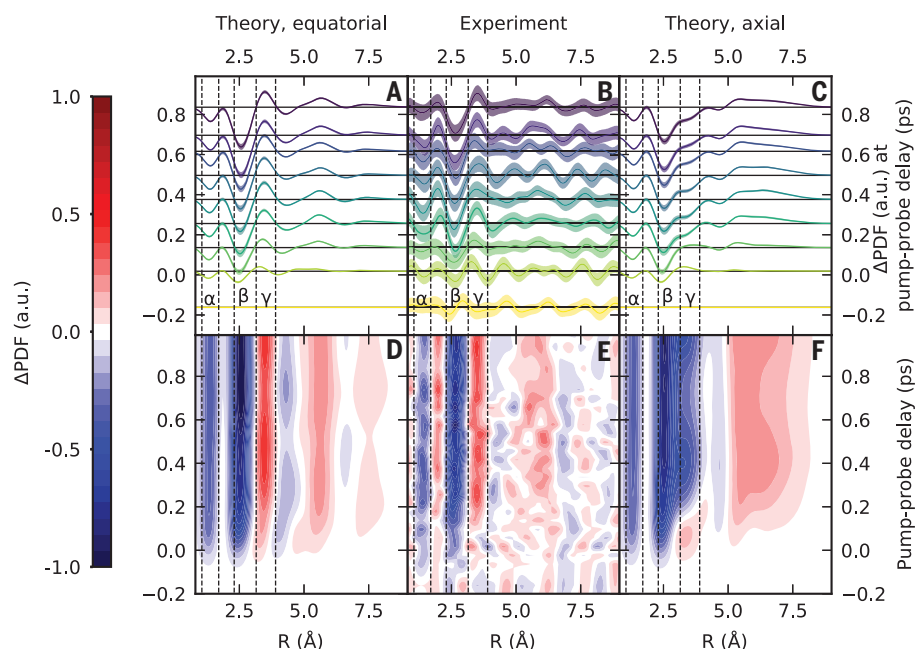 Theory, equatorial
Experiment
Theory, axial
2.5 5.0 7.5
2.5 5.0 7.5
2.5 5.0 7.5
A
B
C
1.0
0.5
0.0
-0.5
-1.0
ΔPDF (a.u.)
0.8
0.6
0.4
0.2
0.0
−0.2
α β γ
α β γ
α β γ
0.8
0.6
0.4
0.2
0.0
−0.2
ΔPDF (a.u.) at
pump-probe delay (ps)
D
E
F
0.8
0.6
0.4
0.2
0.0
−0.2
0.8
0.6
0.4
0.2
0.0
−0.2
Pump-probe delay (ps)
2.5 5.0 7.5
2.5 5.0 7.5
2.5 5.0 7.5
R (Å)
R (Å)
R (Å)